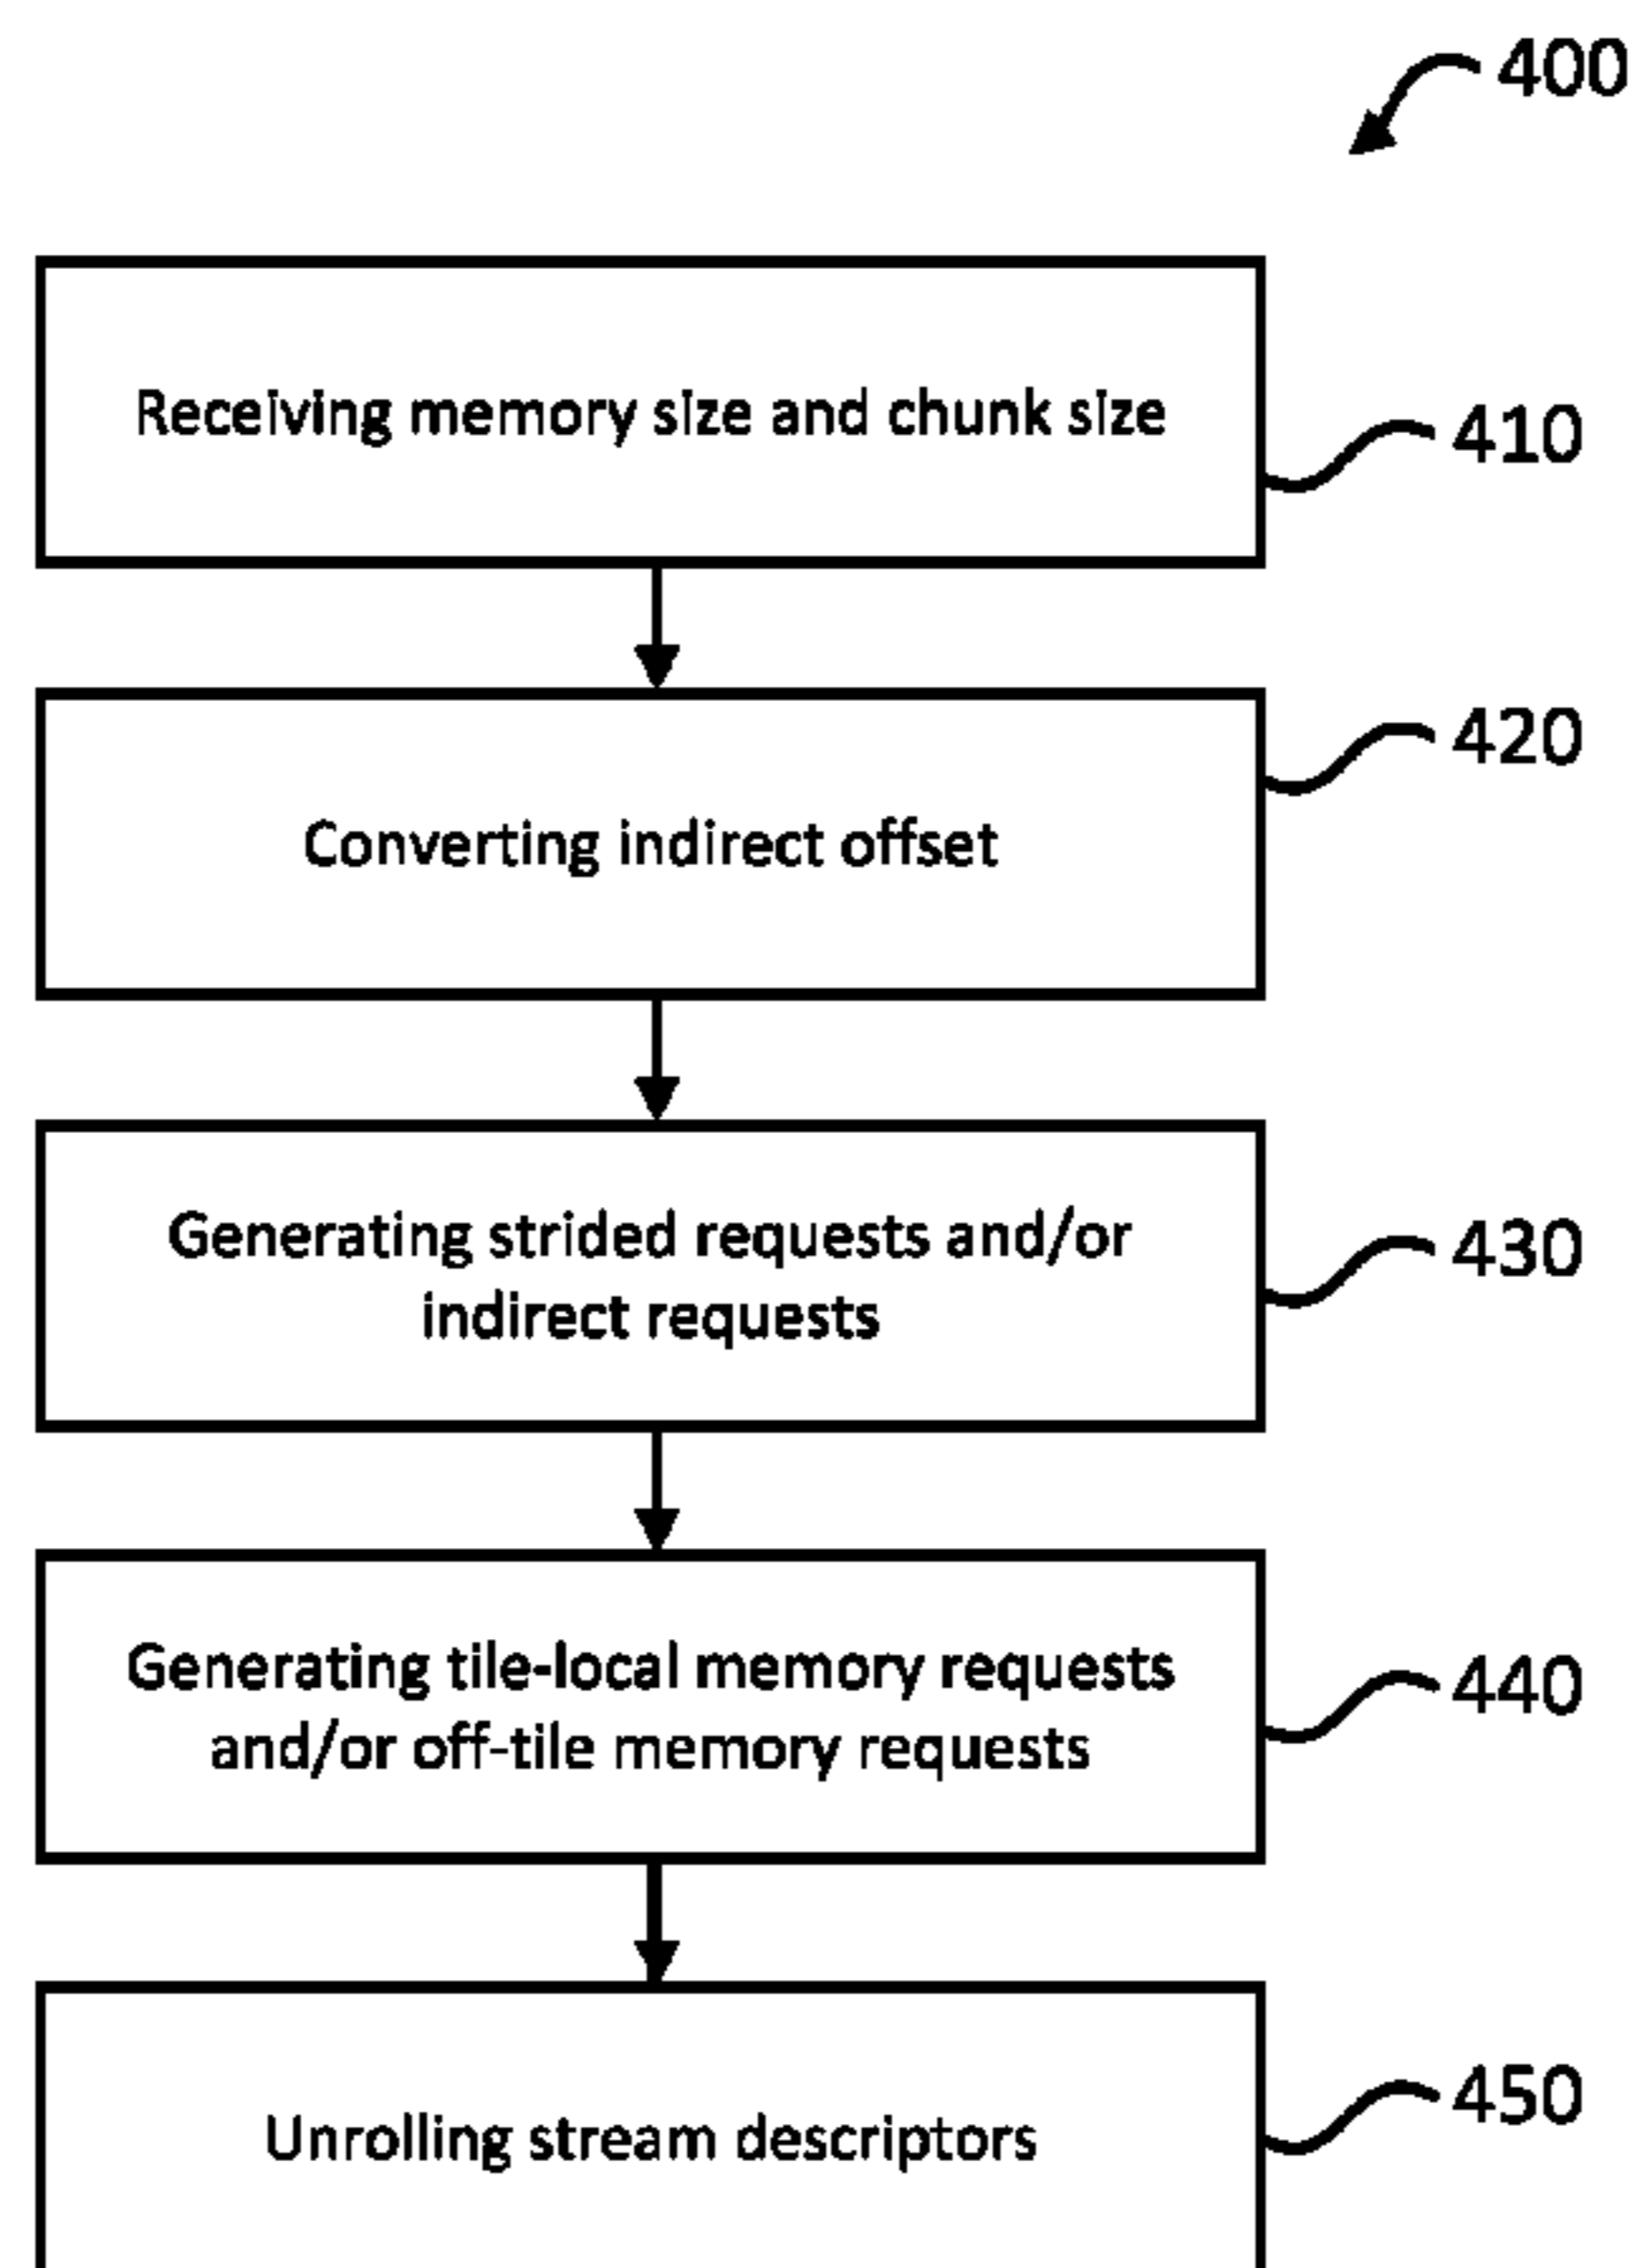 400
Receiving memory size and chunk size
410
420
Converting indirect offset
Generating strided requests and/or
430
indirect requests
Generating tile-local memory requests
440
and/or off-tile memory requests
450
Unrolling stream descriptors